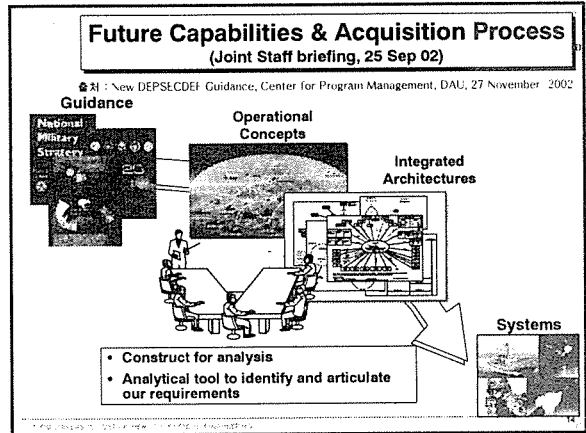 Future Capabilities & Acquisition Process
(Joint Staff briefing, 25 Sep 02)
출처 : New DEPSECDEF Guidance, Center for Program Management, DAU, 27 November 2002
Guidance
National
Military
Strategy
Operational
Concepts
Integrated
Architectures
Systems
• Construct for analysis
• Analytical tool to identify and articulate
our requirements
14